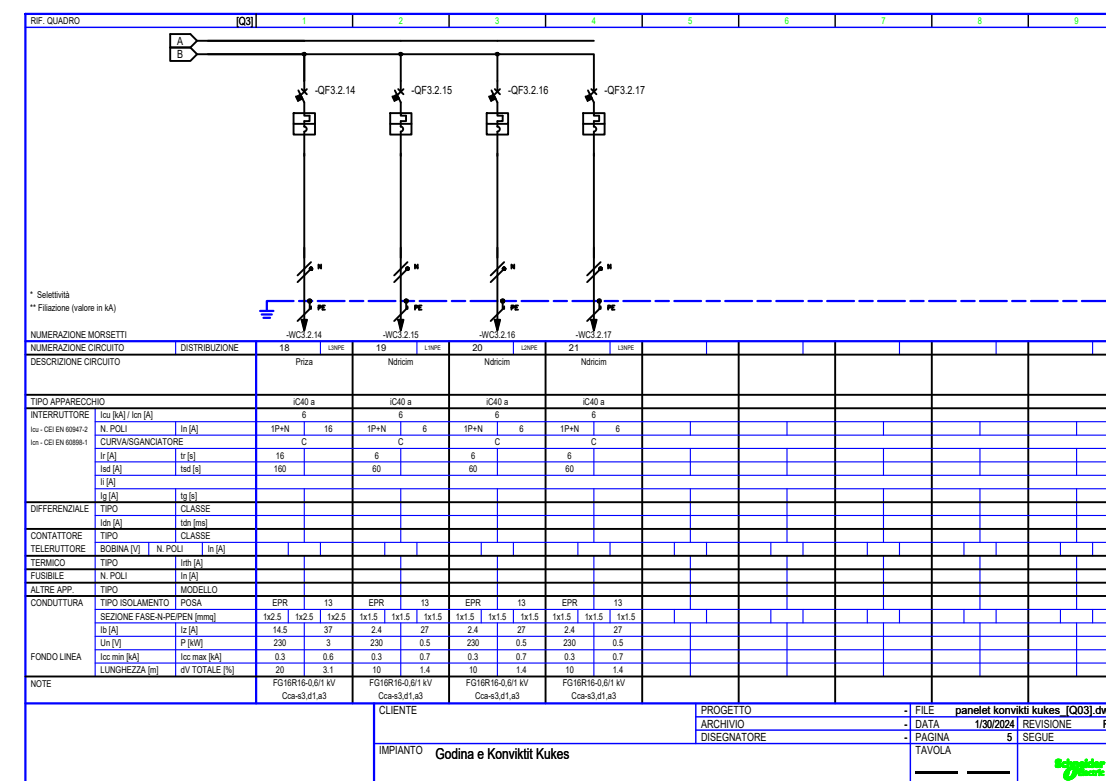 RIF. QUADRO [Q3] 1 2 3 4 5 6 7 8 9
A
B
-QF3.2.14 -QF3.2.15 -QF3.2.16 -QF3.2.17
N N N N
* Selettività
** Filiazione (valore in kA)
PE PE PE PE
NUMERAZIONE MORSETTI -WC3.2.14 -WC3.2.15 -WC3.2.16 -WC3.2.17
NUMERAZIONE CIRCUITO DISTRIBUZIONE 18 L3NPE 19 L1NPE 20 L2NPE 21 L3NPE
DESCRIZIONE CIRCUITO Priza Ndricim Ndricim Ndricim
TIPO APPARECCHIO iC40 a iC40 a iC40 a iC40 a
INTERRUTTORE Icu [kA] / Icn [A] 6 6 6 6
Icu - CEI EN 60947-2 N. POLI In [A] 1P+N 16 1P+N 6 1P+N 6 1P+N 6
Icn - CEI EN 60898-1 CURVA/SGANCIATORE C C C C
Ir [A] tr [s] 16 6 6 6
Isd [A] tsd [s] 160 60 60 60
Ii [A]
Ig [A] tg [s]
DIFFERENZIALE TIPO CLASSE
Idn [A] tdn [ms]
CONTATTORE TIPO CLASSE
TELERUTTORE BOBINA [V] N. POLI In [A]
TERMICO TIPO Irth [A]
FUSIBILE N. POLI In [A]
ALTRE APP. TIPO MODELLO
CONDUTTURA TIPO ISOLAMENTO POSA EPR 13 EPR 13 EPR 13 EPR 13
SEZIONE FASE-N-PE/PEN [mmq] 1x2.5 1x2.5 1x2.5 1x1.5 1x1.5 1x1.5 1x1.5 1x1.5 1x1.5 1x1.5 1x1.5 1x1.5
Ib [A] Iz [A] 14.5 37 2.4 27 2.4 27 2.4 27
Un [V] P [kW] 230 3 230 0.5 230 0.5 230 0.5
FONDO LINEA Icc min [kA] Icc max [kA] 0.3 0.6 0.3 0.7 0.3 0.7 0.3 0.7
LUNGHEZZA [m] dV TOTALE [%] 20 3.1 10 1.4 10 1.4 10 1.4
NOTE FG16R16-0,6/1 kV FG16R16-0,6/1 kV FG16R16-0,6/1 kV FG16R16-0,6/1 kV
Cca-s3,d1,a3 Cca-s3,d1,a3 Cca-s3,d1,a3 Cca-s3,d1,a3
CLIENTE PROGETTO - FILE panelet konvikti kukes_[Q03].dw
ARCHIVIO - DATA 1/30/2024 REVISIONE
DISEGNATORE - PAGINA 5 SEGUE
IMPIANTO Godina e Konviktit Kukes TAVOLA
Schneider
Electric